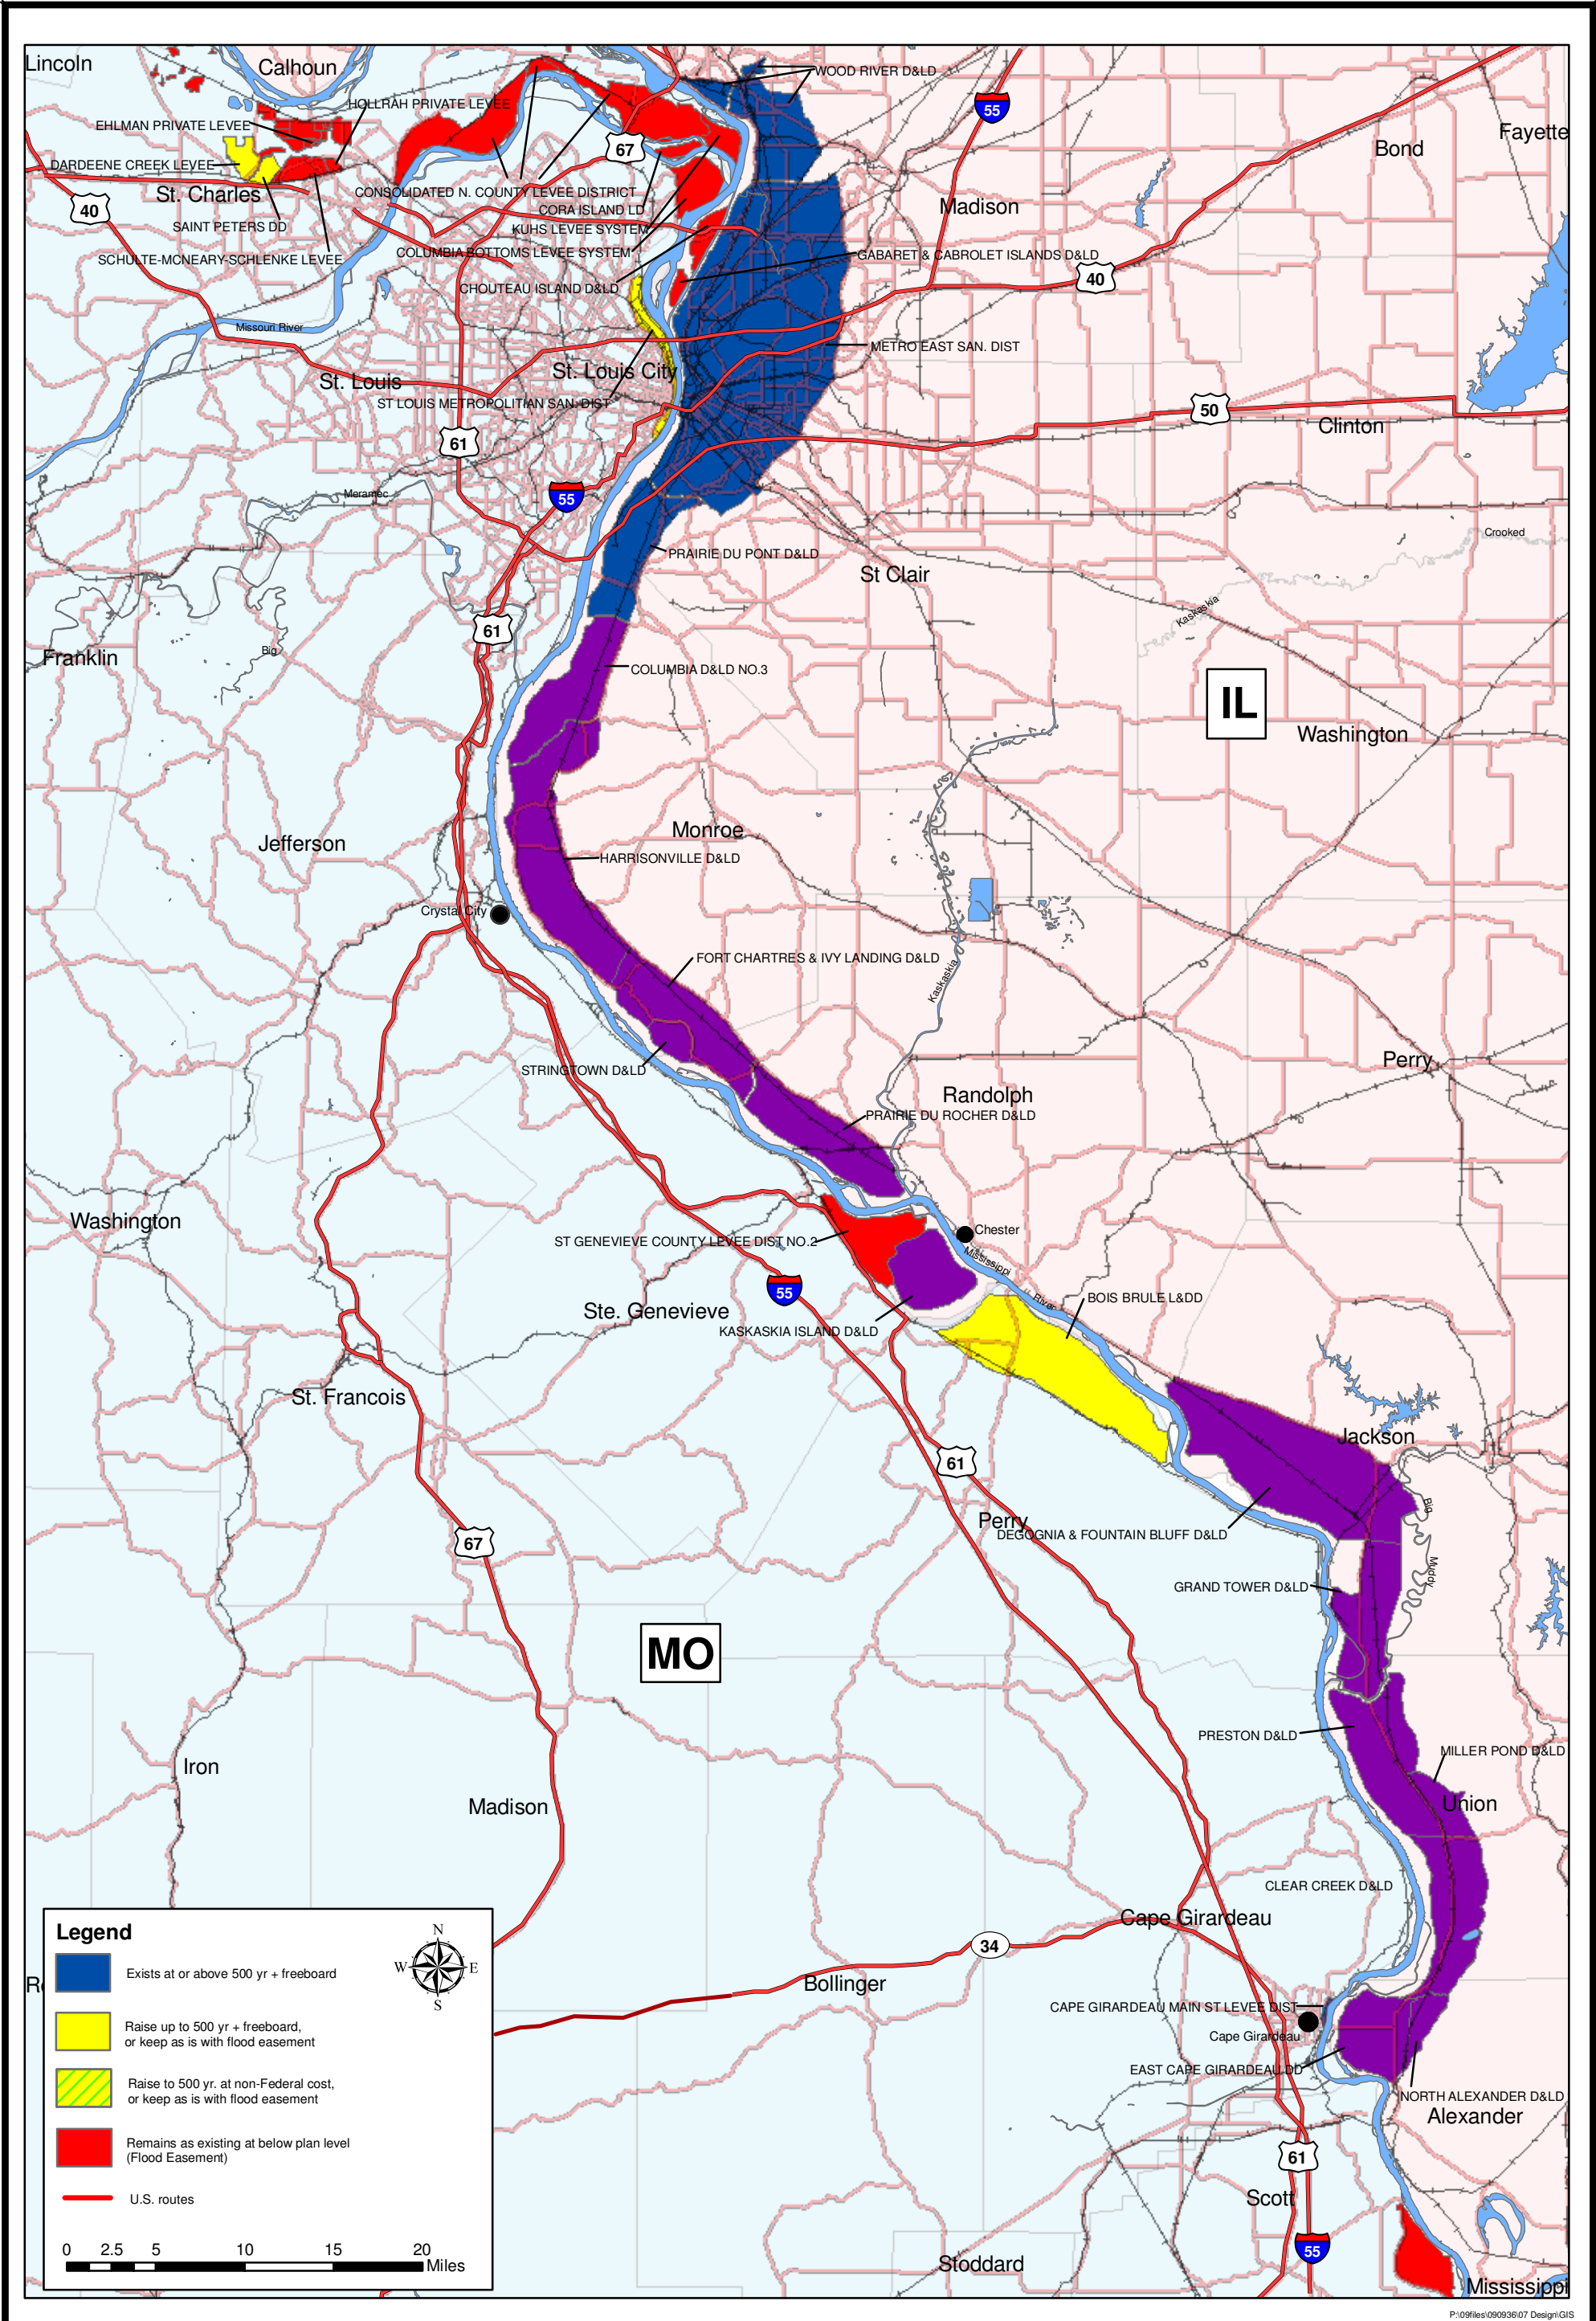 Lincoln
Calhoun
WOOD RIVER D&LD
55
HOLLRAH PRIVATE LEVEE
EHLMAN PRIVATE LEVEE
Fayette
Bond
67
DARDEENE CREEK LEVEE
St. Charles
CONSOLIDATED N. COUNTY LEVEE DISTRICT
40
CORA ISLAND LD
Madison
SAINT PETERS DD
KUHS LEVEE SYSTEM
COLUMBIA BOTTOMS LEVEE SYSTEM
GABARET & CABROLET ISLANDS D&LD
SCHULTE-MCNEARY-SCHLENKE LEVEE
40
CHOUTEAU ISLAND D&LD
Missouri River
METRO EAST SAN. DIST
St. Louis
St. Louis City
ST LOUIS METROPOLITIAN SAN. DIST
50
Clinton
61
Meramec
55
Crooked
PRAIRIE DU PONT D&LD
St Clair
Kaskaskia
61
Big
Franklin
COLUMBIA D&LD NO.3
IL
Washington
Monroe
Jefferson
HARRISONVILLE D&LD
Crystal City
FORT CHARTRES & IVY LANDING D&LD
Kaskaskia
STRINGTOWN D&LD
Perry
Randolph
PRAIRIE DU ROCHER D&LD
Washington
Chester
ST GENEVIEVE COUNTY LEVEE DIST NO.2
Mississippi
River
55
BOIS BRULE L&DD
Ste. Genevieve
KASKASKIA ISLAND D&LD
St. Francois
Jackson
61
Big
Muddy
Perry
DEGOGNIA & FOUNTAIN BLUFF D&LD
67
GRAND TOWER D&LD
MO
PRESTON D&LD
MILLER POND D&LD
Iron
Madison
Union
CLEAR CREEK D&LD
Cape Girardeau
34
Bollinger
CAPE GIRARDEAU MAIN ST LEVEE DIST
Cape Girardeau
EAST CAPE GIRARDEAU DD
NORTH ALEXANDER D&LD
Alexander
61
Scott
55
Stoddard
Mississippi
Legend
N
W
E
S
Exists at or above 500 yr + freeboard
Raise up to 500 yr + freeboard,
or keep as is with flood easement
Raise to 500 yr. at non-Federal cost,
or keep as is with flood easement
Remains as existing at below plan level
(Flood Easement)
U.S. routes
0 2.5 5 10 15 20
Miles
P:\09files\090936\07 Design\GIS